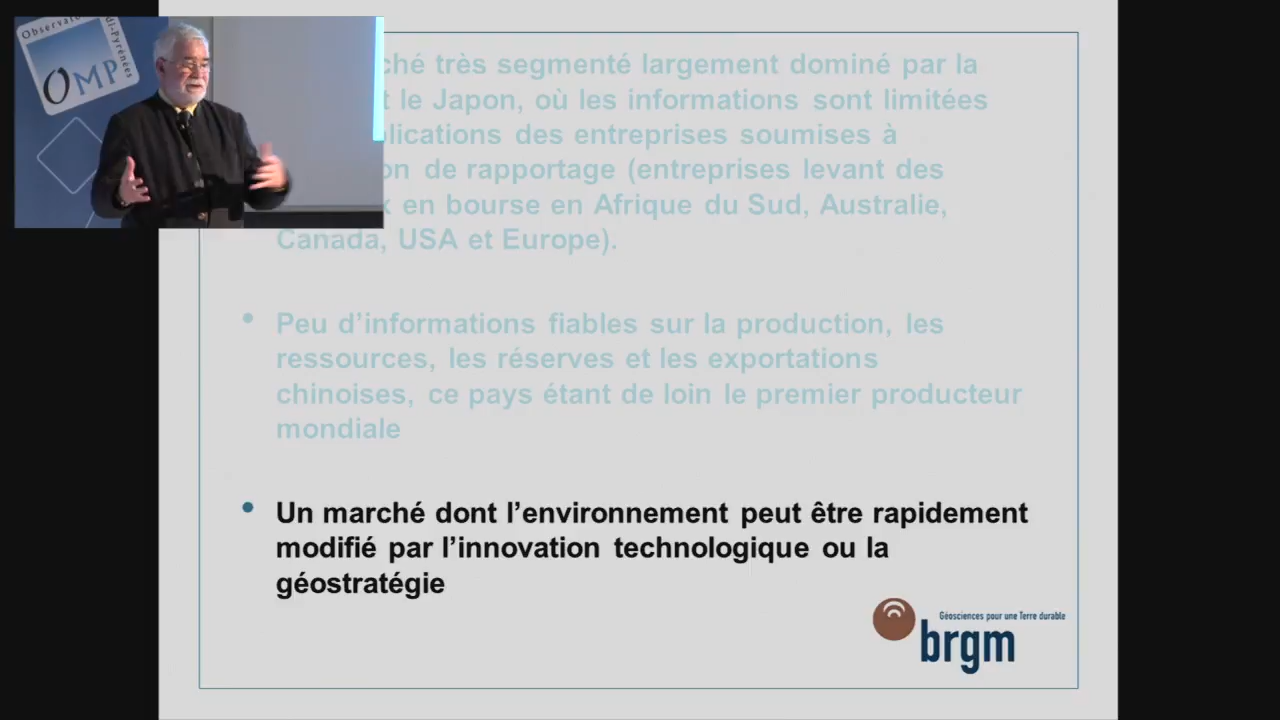 Observato
di-Pyrénées
OMP
ché très segmenté largement dominé par la
t le Japon, où les informations sont limitées
lications des entreprises soumises à
on de rapportage (entreprises levant des
x en bourse en Afrique du Sud, Australie,
Canada, USA et Europe).
• Peu d’informations fiables sur la production, les
ressources, les réserves et les exportations
chinoises, ce pays étant de loin le premier producteur
mondiale
• Un marché dont l’environnement peut être rapidement
modifié par l’innovation technologique ou la
géostratégie
Géosciences pour une Terre durable
brgm